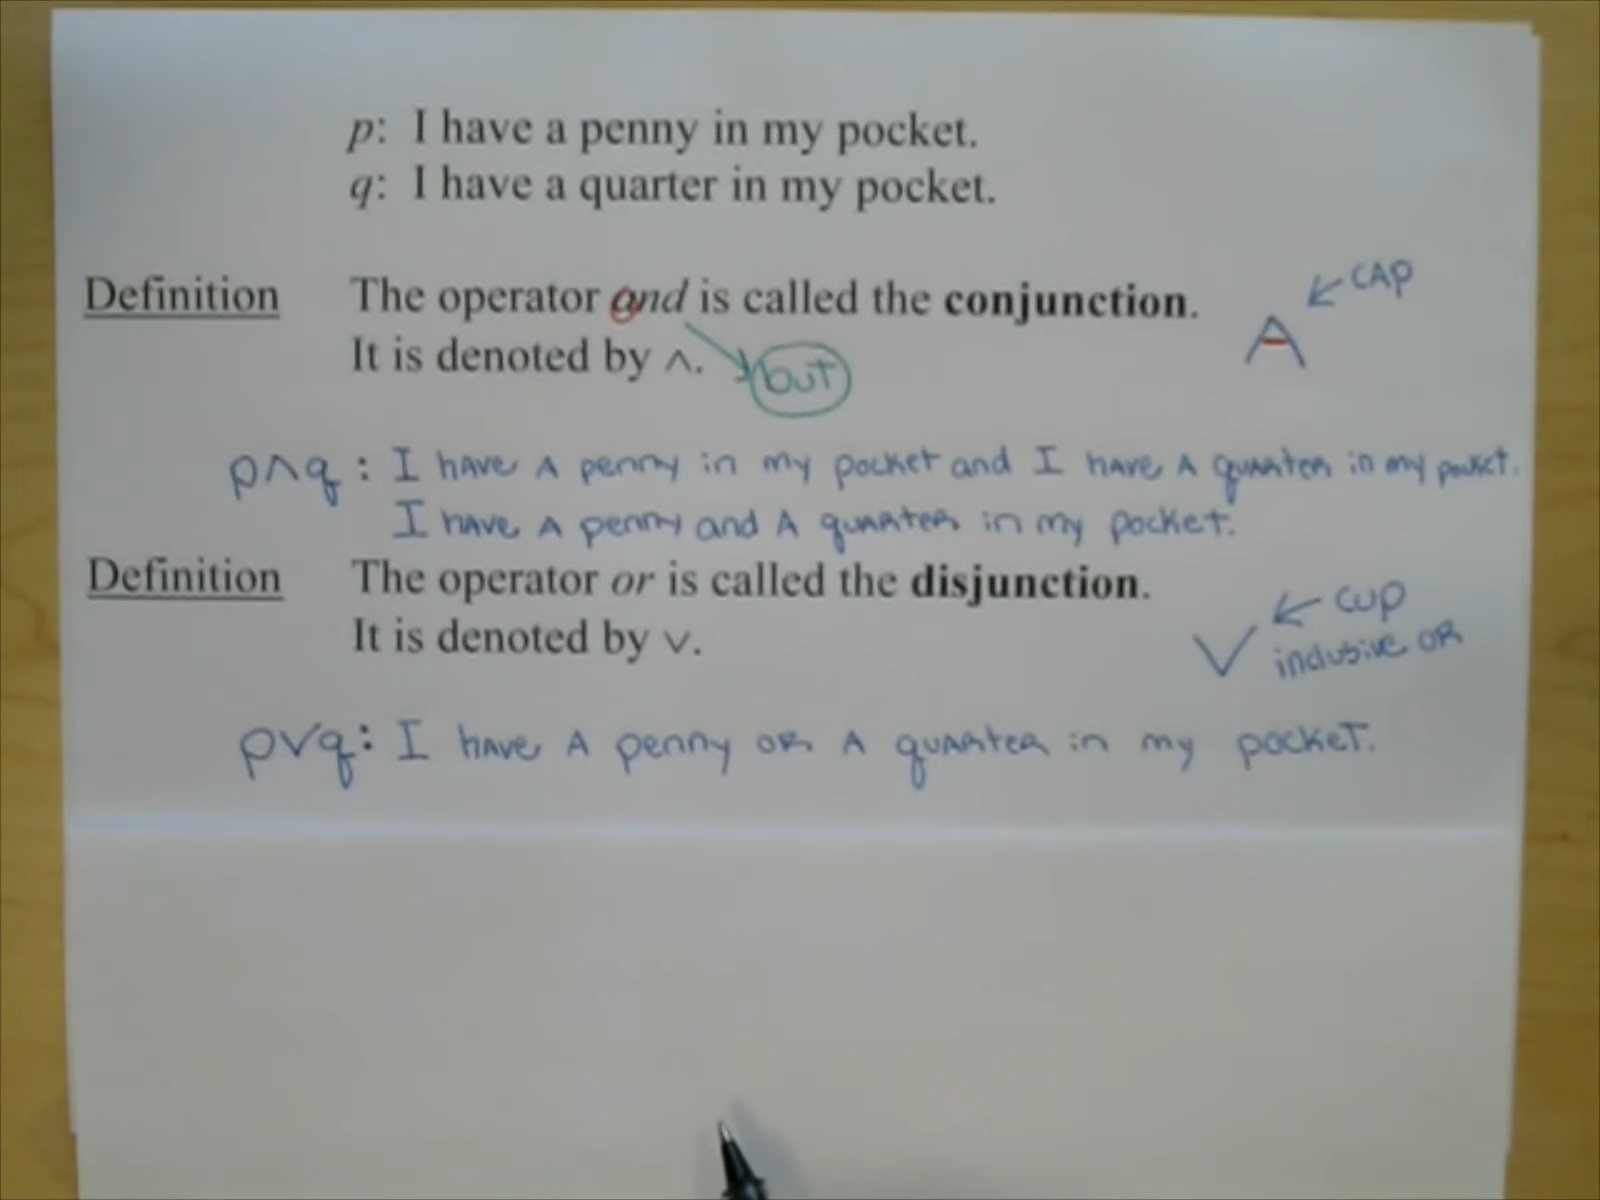 p: I have a penny in my pocket.
q: I have a quarter in my pocket.
Definition The operator and is called the conjunction.
It is denoted by ∧.
but
A ← CAP
p∧q: I have a penny in my pocket and I have a quarter in my pocket.
I have a penny and a quarter in my pocket.
Definition The operator or is called the disjunction.
It is denoted by ∨.
∨ ← cup
inclusive or
p∨q: I have a penny or a quarter in my pocket.